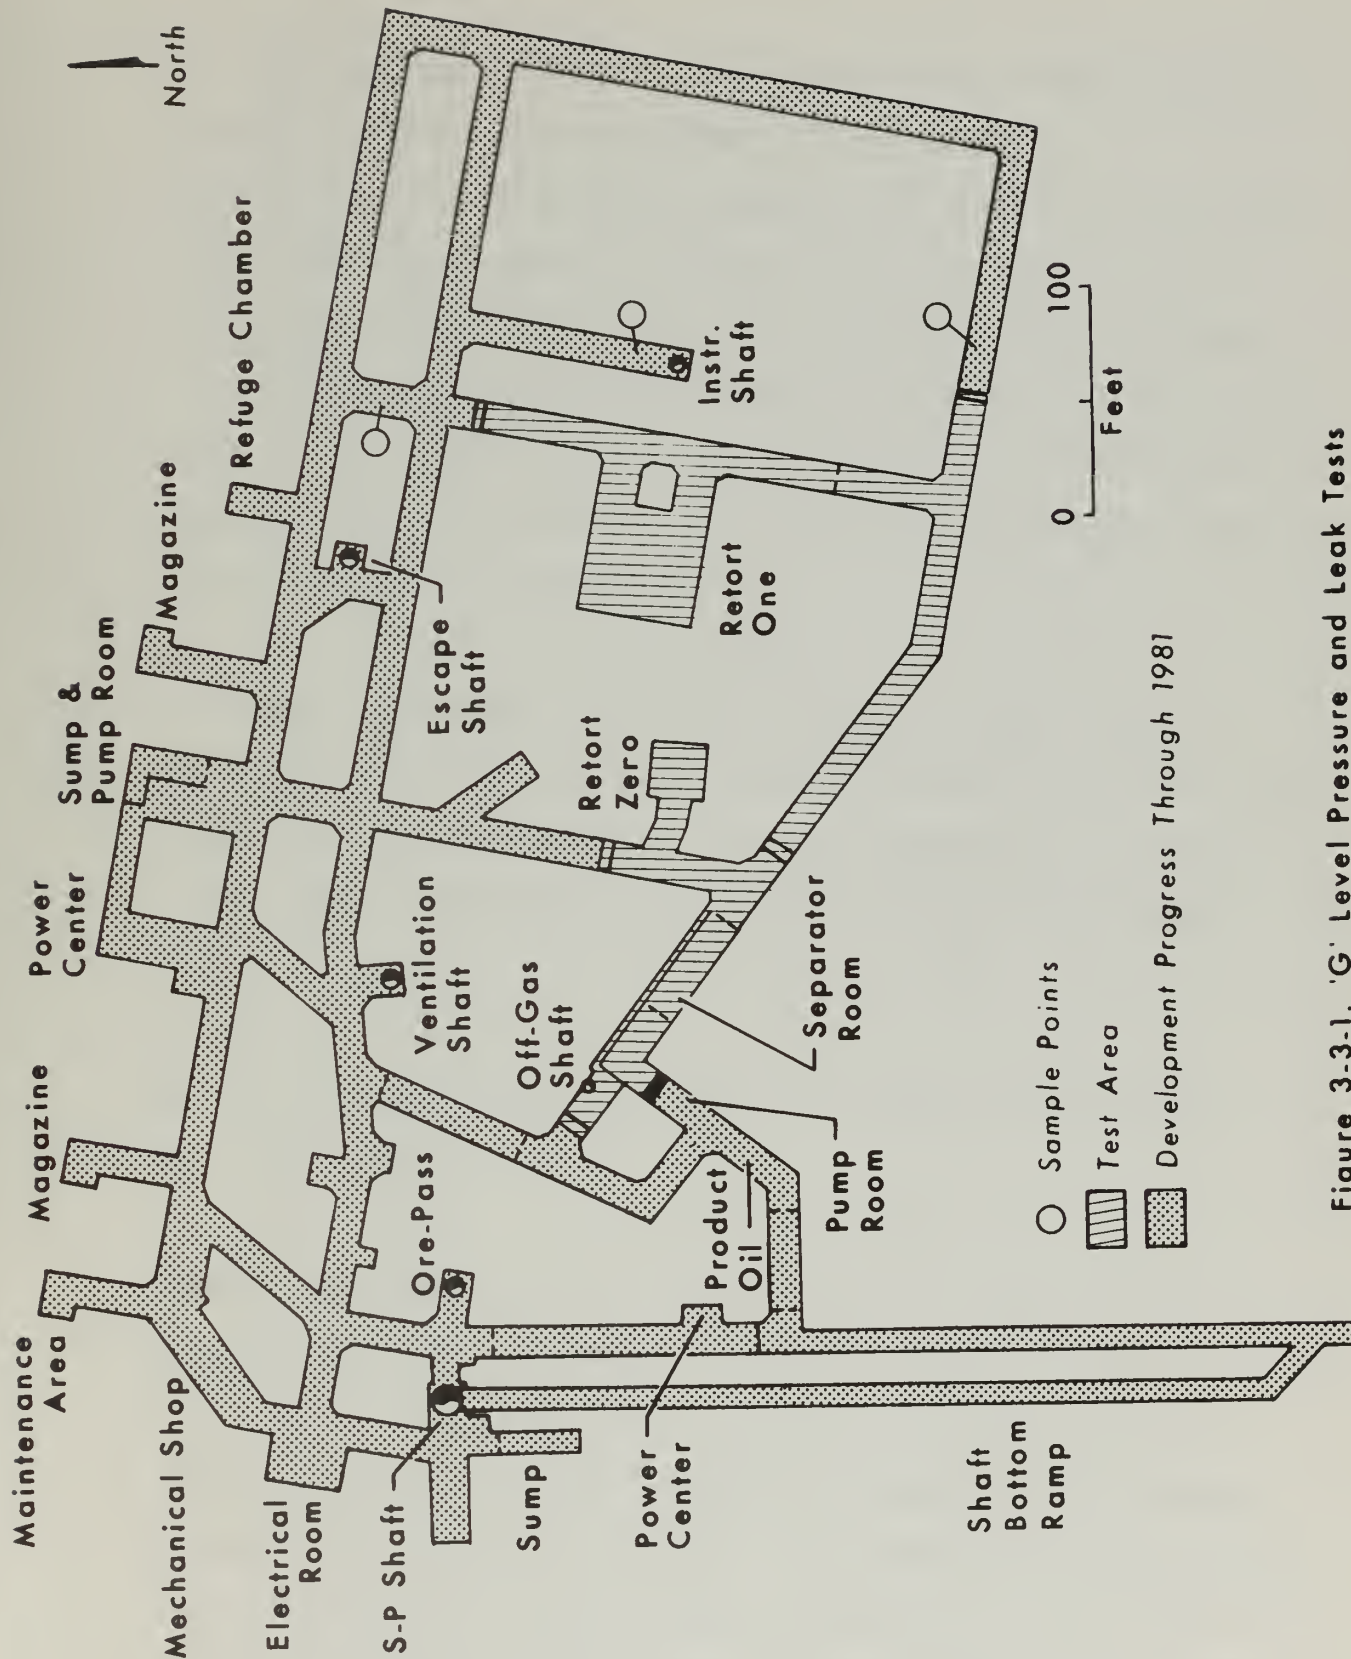 North
Maintenance
Area
Magazine
Power
Center
Sump &
Pump Room
Magazine
Refuge Chamber
Mechanical Shop
Electrical
Room
S-P Shaft
Sump
Ore-Pass
Ventilation
Shaft
Off-Gas
Shaft
Escape
Shaft
Retort
Zero
Retort
One
Instr.
Shaft
Power
Center
Product
Oil
Pump
Room
Separator
Room
Shaft
Bottom
Ramp
0 100
Feet
Sample Points
Test Area
Development Progress Through 1981
Figure 3-3-1. 'G' Level Pressure and Leak Tests